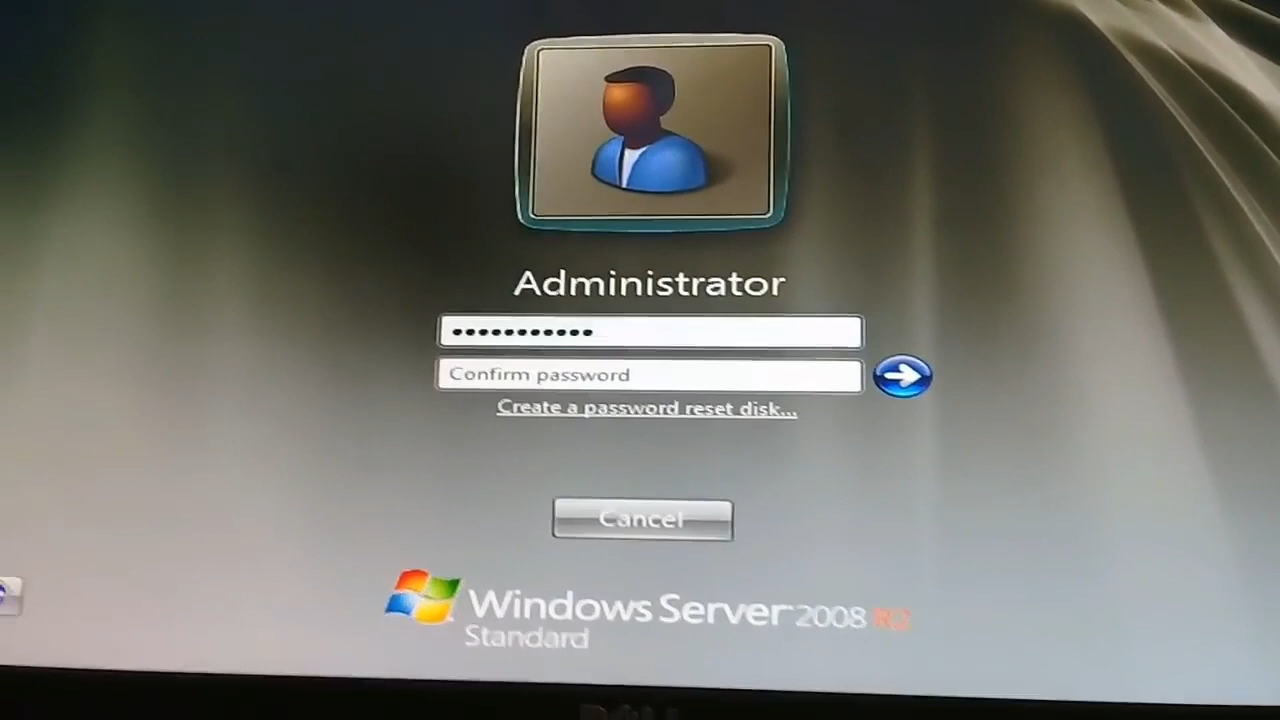 Administrator
•••••••••••
Confirm password
Create a password reset disk...
Cancel
Windows Server 2008 R2
Standard